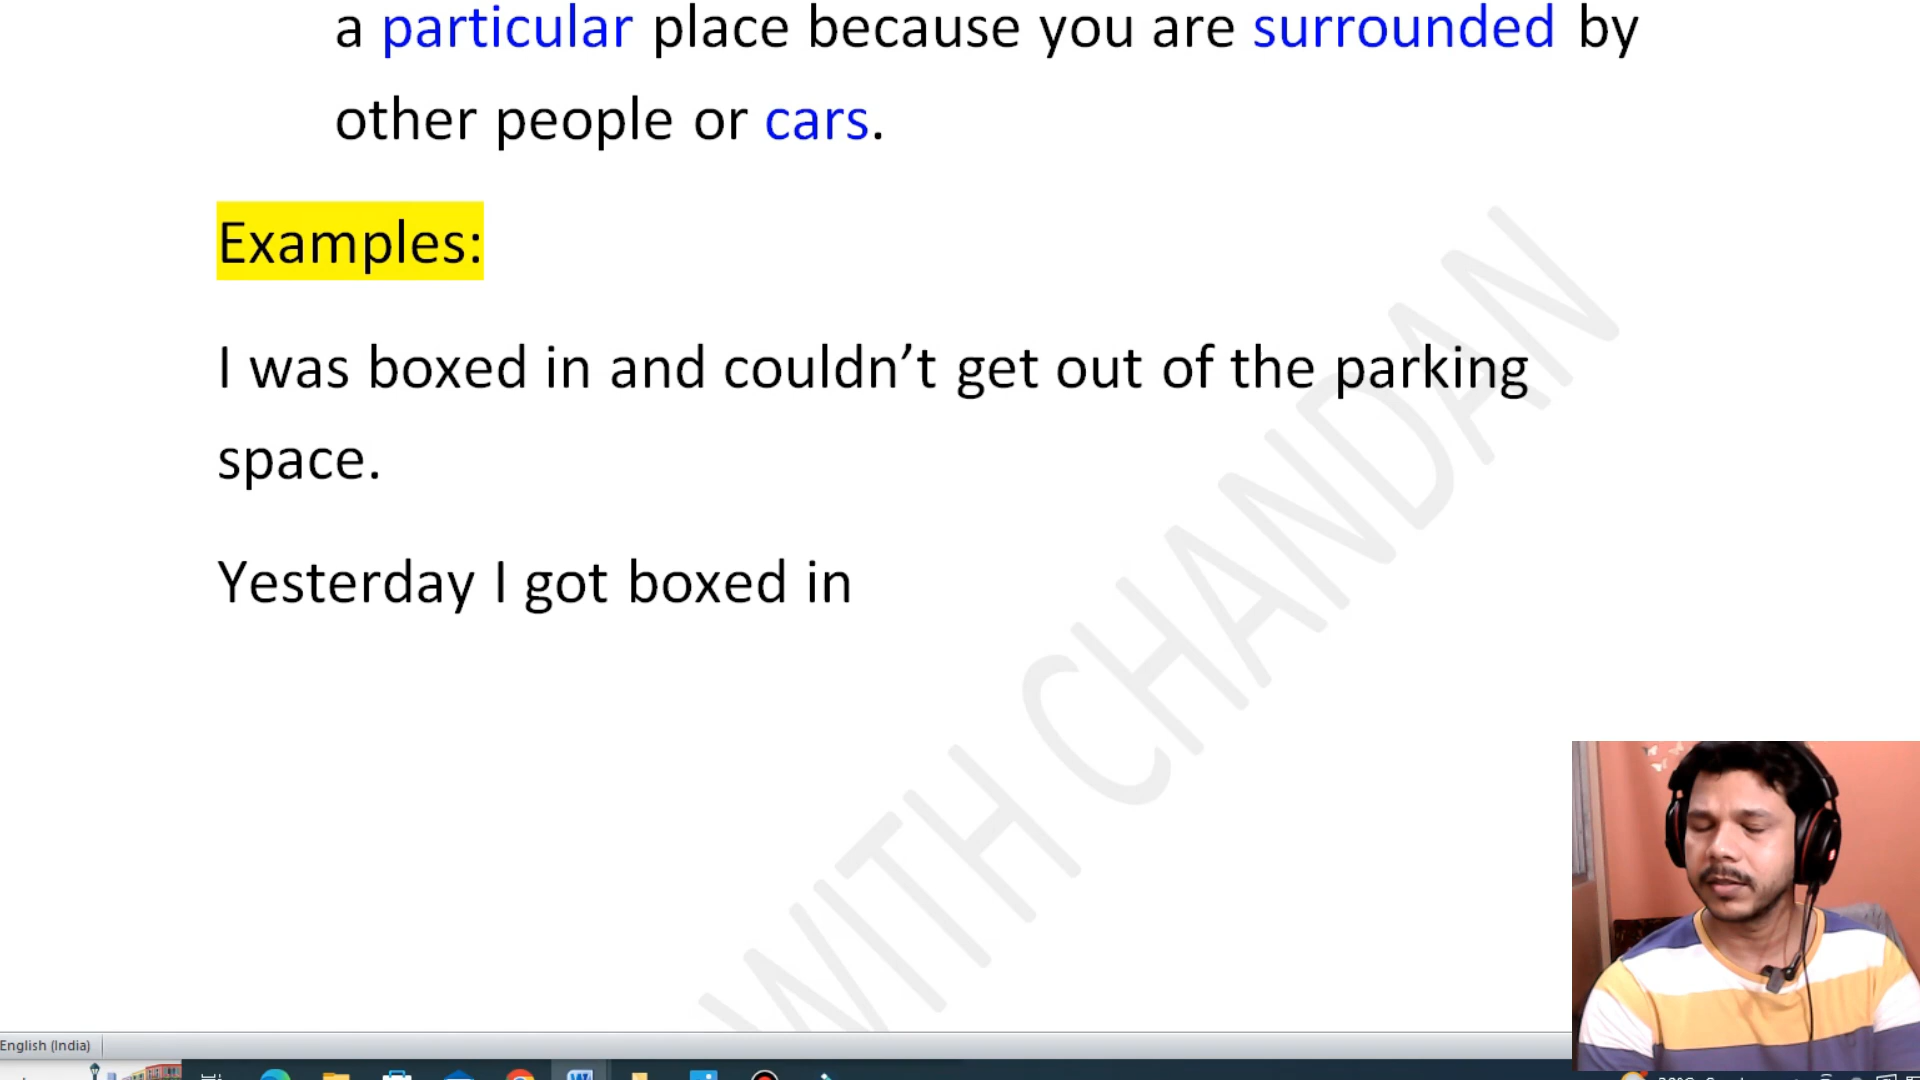 a particular place because you are surrounded by
other people or cars.
Examples:
I was boxed in and couldn’t get out of the parking
space.
Yesterday I got boxed in
WITH CHANDAN
English (India)